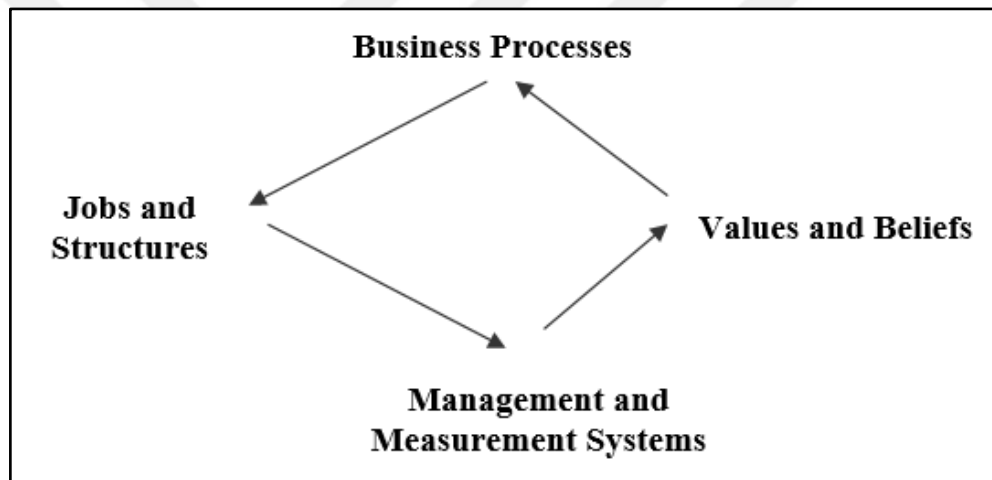 Business Processes
Jobs and
Structures
Values and Beliefs
Management and
Measurement Systems